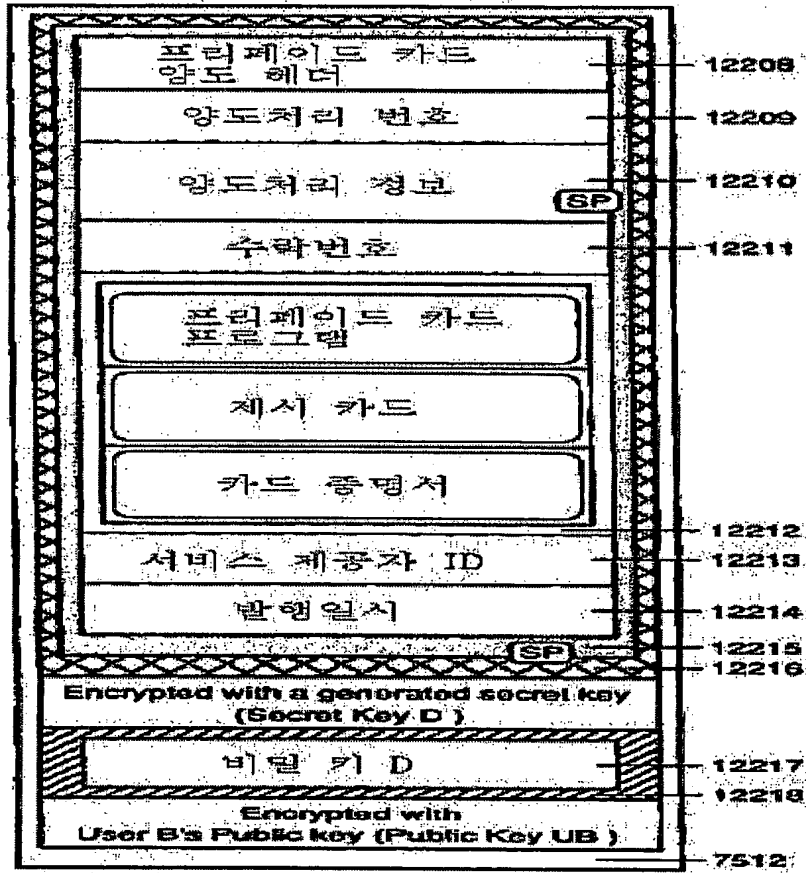 프리페이드 카드
양도 헤더
12208
양도처리 번호
12209
양도처리 정보
12210
SP
수락번호
12211
프리페이드 카드
프로그램
제시 카드
카드 증명서
12212
서비스 제공자 ID
12213
발행일시
12214
SP
12215
12216
Encrypted with a generated secret key
(Secret Key D )
비밀 키 D
12217
12218
Encrypted with
User B's Public key (Public Key UB )
7512